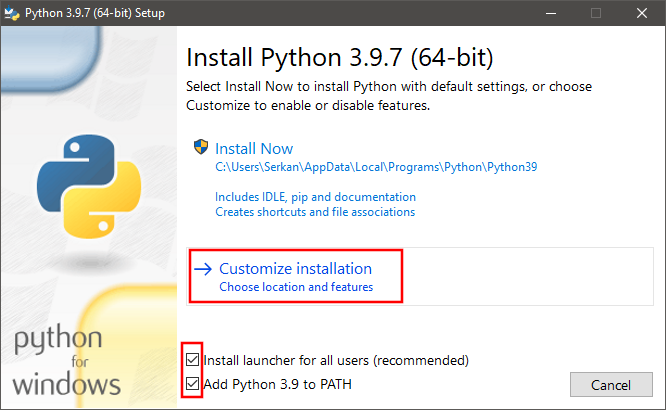 Python 3.9.7 (64-bit) Setup
Install Python 3.9.7 (64-bit)
Select Install Now to install Python with default settings, or choose
Customize to enable or disable features.
Install Now
C:\Users\Serkan\AppData\Local\Programs\Python\Python39
Includes IDLE, pip and documentation
Creates shortcuts and file associations
Customize installation
Choose location and features
python
for
windows
Install launcher for all users (recommended)
Add Python 3.9 to PATH
Cancel